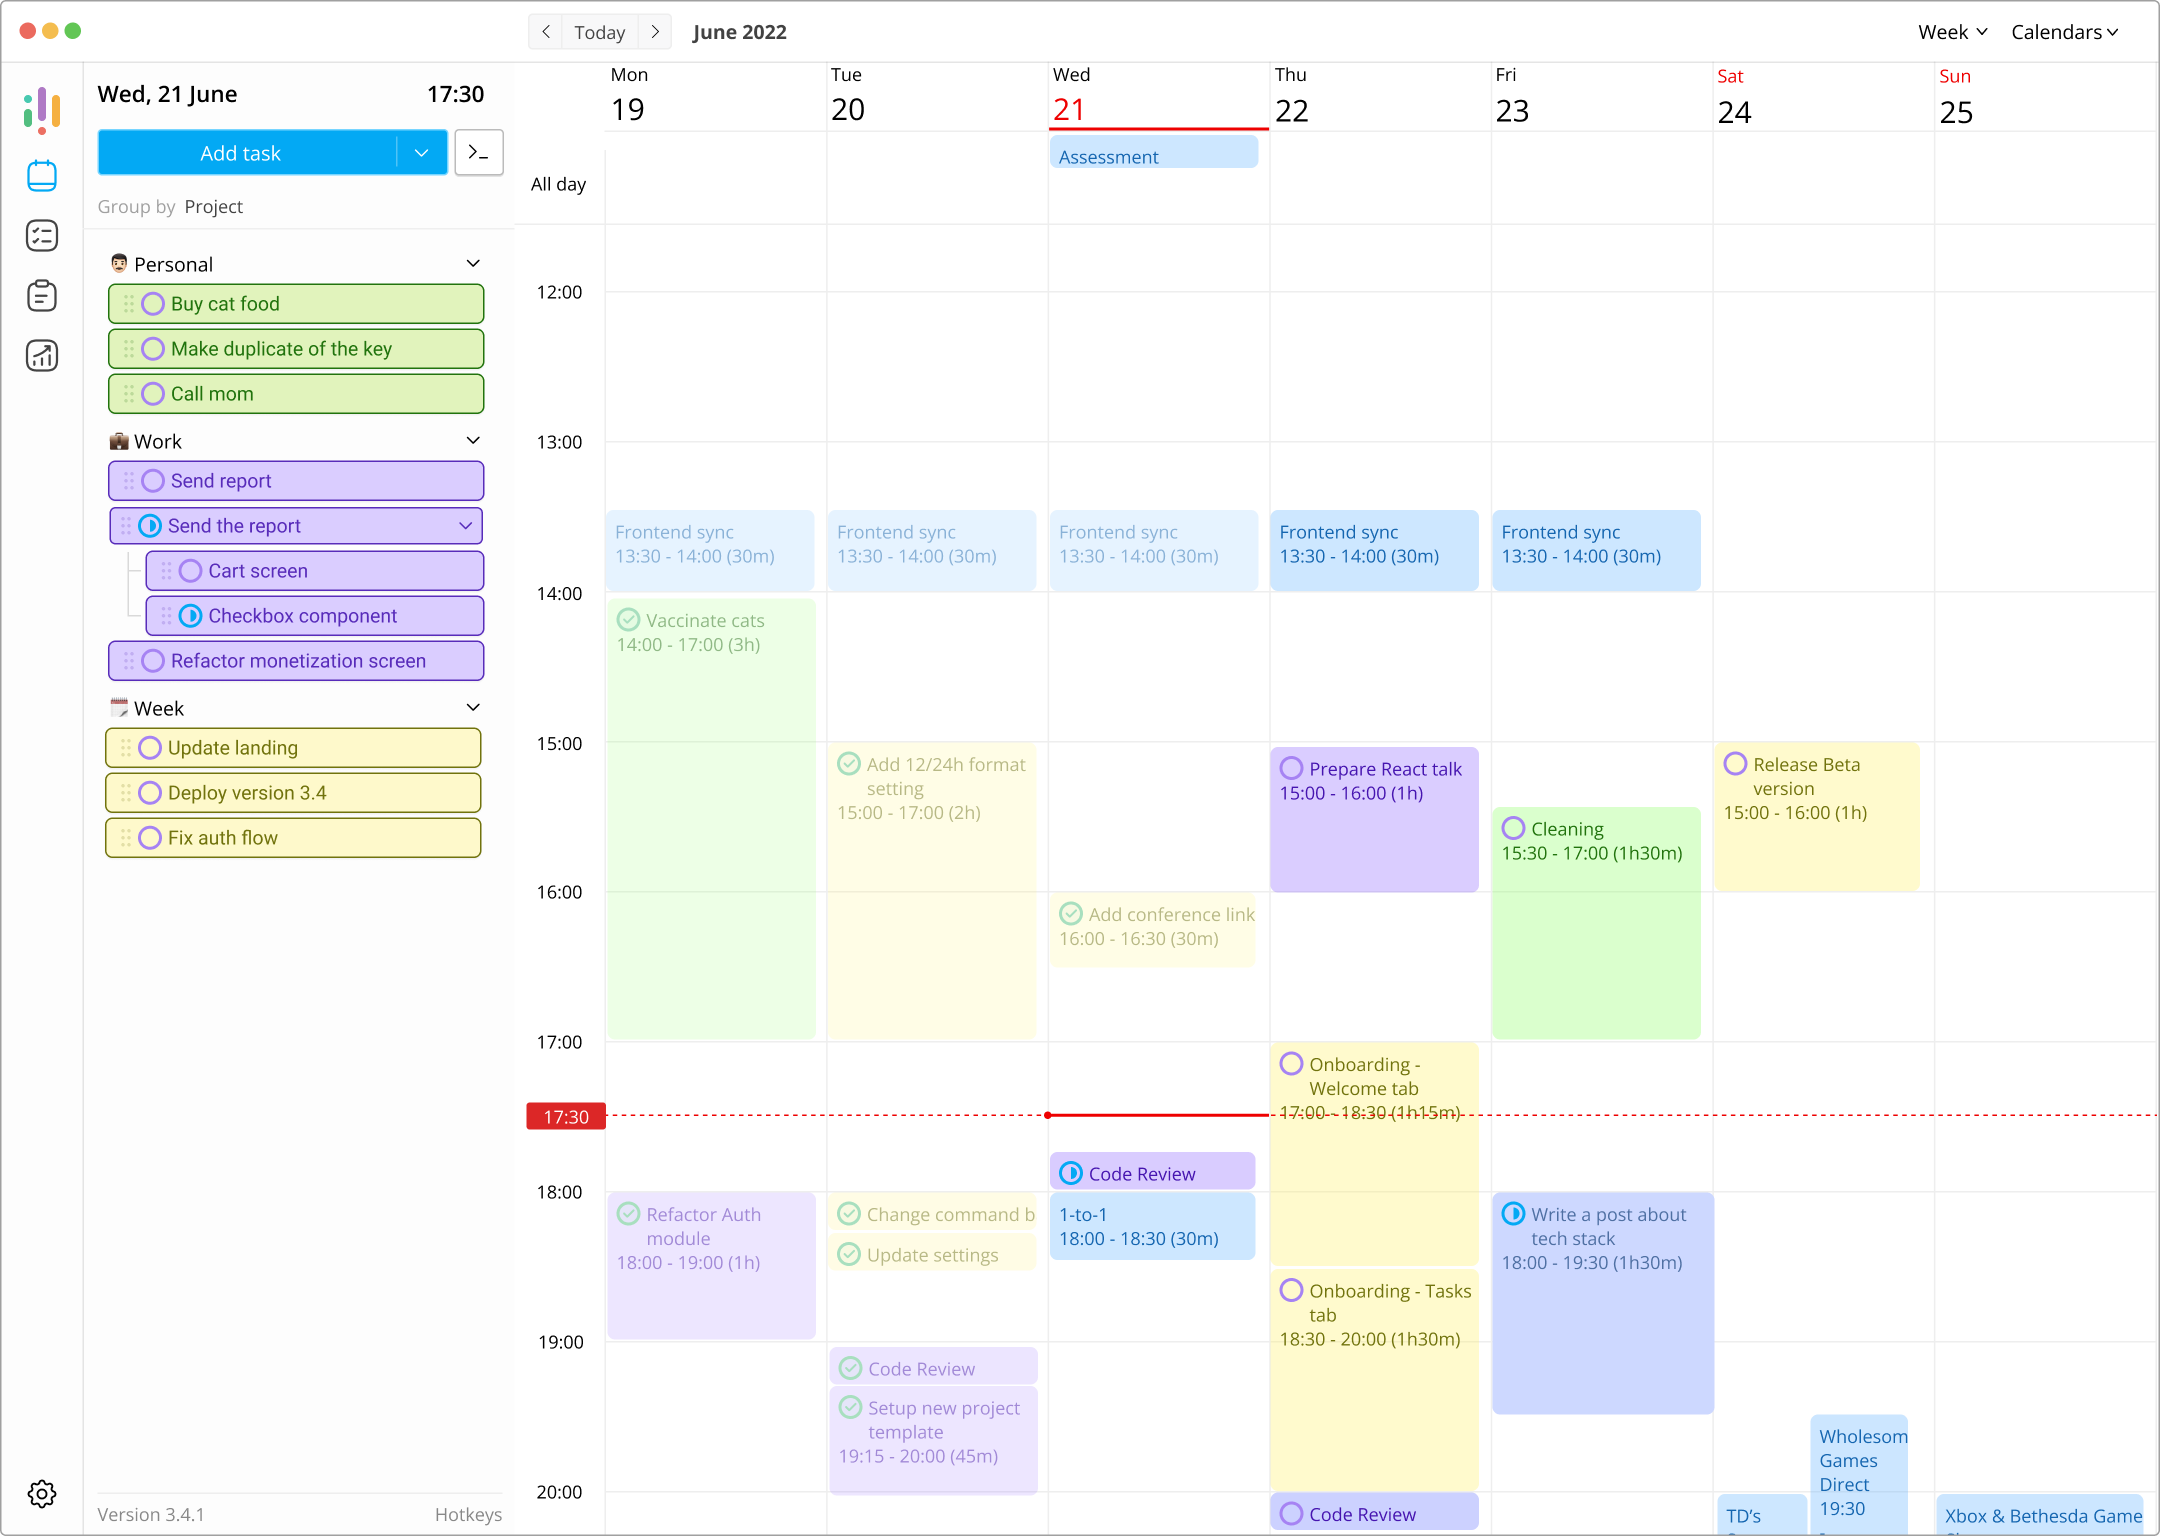 Today
June 2022
Week
Calendars
Wed, 21 June
17:30
Add task
Group by Project
Personal
Buy cat food
Make duplicate of the key
Call mom
Work
Send report
Send the report
Cart screen
Checkbox component
Refactor monetization screen
Week
Update landing
Deploy version 3.4
Fix auth flow
Version 3.4.1
Hotkeys
Mon
19
Tue
20
Wed
21
Thu
22
Fri
23
Sat
24
Sun
25
All day
Assessment
12:00
13:00
14:00
15:00
16:00
17:00
17:30
18:00
19:00
20:00
Frontend sync
13:30 - 14:00 (30m)
Vaccinate cats
14:00 - 17:00 (3h)
Refactor Auth
module
18:00 - 19:00 (1h)
Frontend sync
13:30 - 14:00 (30m)
Add 12/24h format
setting
15:00 - 17:00 (2h)
Change command b
Update settings
Code Review
Setup new project
template
19:15 - 20:00 (45m)
Frontend sync
13:30 - 14:00 (30m)
Add conference link
16:00 - 16:30 (30m)
Code Review
1-to-1
18:00 - 18:30 (30m)
Frontend sync
13:30 - 14:00 (30m)
Prepare React talk
15:00 - 16:00 (1h)
Onboarding -
Welcome tab
17:00 - 18:30 (1h15m)
Onboarding - Tasks
tab
18:30 - 20:00 (1h30m)
Code Review
Frontend sync
13:30 - 14:00 (30m)
Cleaning
15:30 - 17:00 (1h30m)
Write a post about
tech stack
18:00 - 19:30 (1h30m)
Release Beta
version
15:00 - 16:00 (1h)
TD's
Wholesom
Games
Direct
19:30
Xbox & Bethesda Game